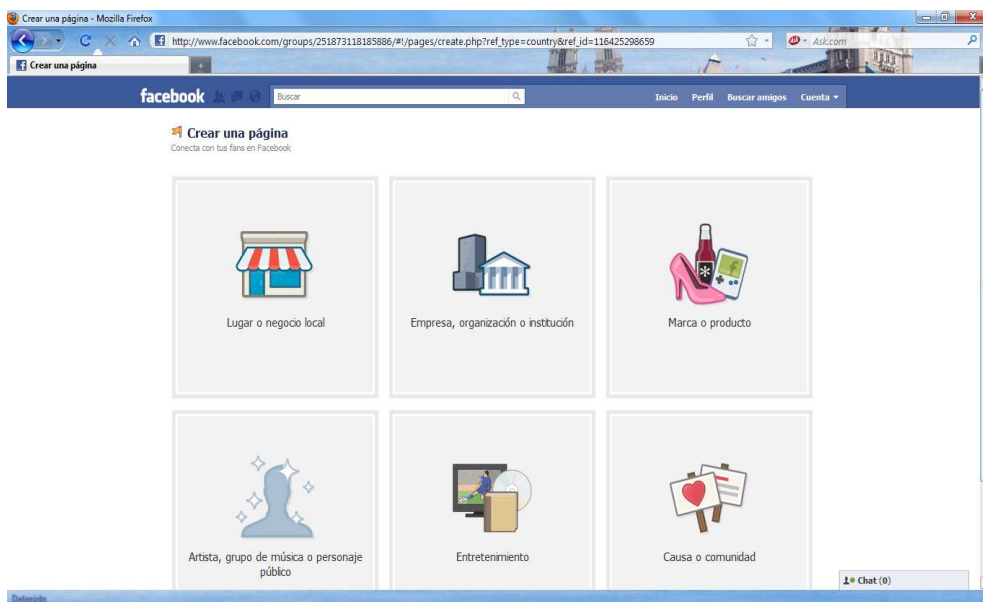 Crear una página - Mozilla Firefox
http://www.facebook.com/groups/251873118185886/#!/pages/create.php?ref_type=country&ref_id=116425298659
Ask.com
Crear una página
facebook Buscar Inicio Perfil Buscar amigos Cuenta
Crear una página
Conecta con tus fans en Facebook
Lugar o negocio local
Empresa, organización o institución
Marca o producto
Artista, grupo de música o personaje
público
Entretenimiento
Causa o comunidad
Chat (0)
Detenido